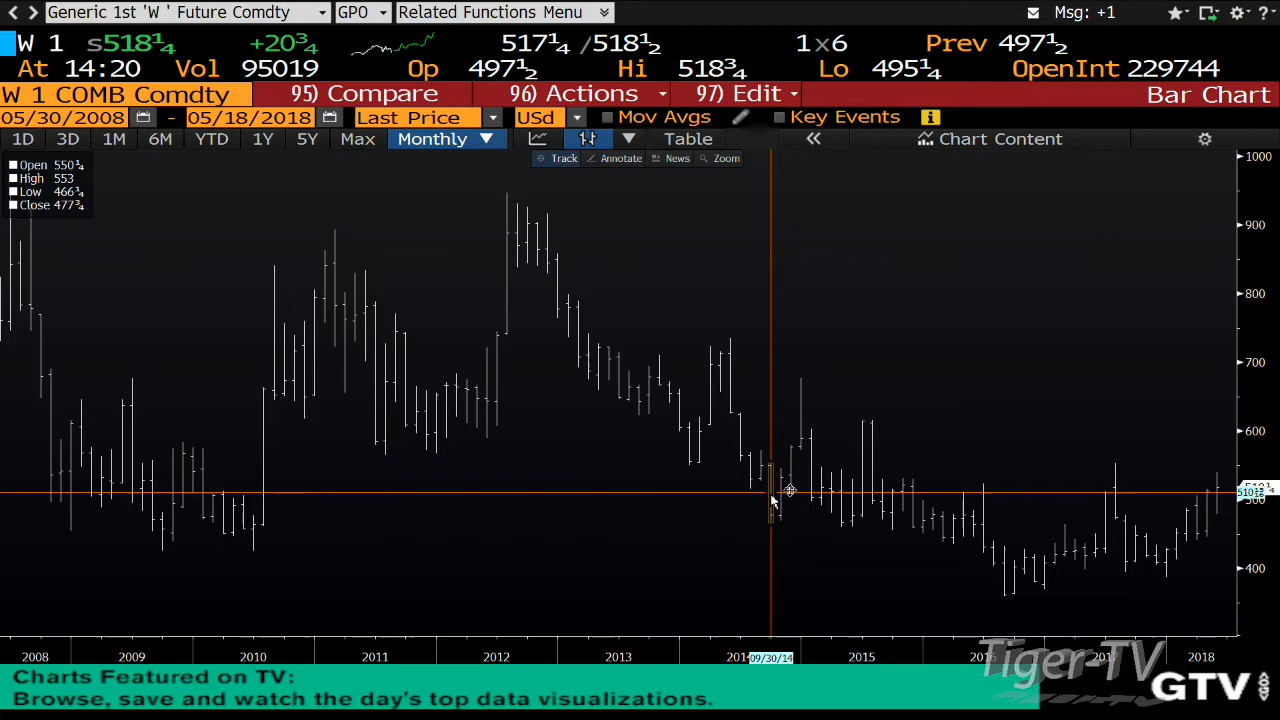 Generic 1st 'W ' Future Comdty GPO Related Functions Menu Msg: +1 ?
W 1 s518¼ +20¾ 517¼ /518½ 1 x6 Prev 497½
At 14:20 Vol 95019 Op 497½ Hi 518¾ Lo 495¼ OpenInt 229744
W 1 COMB Comdty 95) Compare 96) Actions 97) Edit Bar Chart
05/30/2008 - 05/18/2018 Last Price USd Mov Avgs Key Events
1D 3D 1M 6M YTD 1Y 5Y Max Monthly Table « Chart Content
Track Annotate News Zoom
Open 550¼
High 553
Low 466¼
Close 477¾
1000
900
800
700
600
500
400
2008 2009 2010 2011 2012 2013 09/30/14 2015 2016 2017 2018
Tiger-TV
GTV
Charts Featured on TV:
Browse, save and watch the day's top data visualizations.